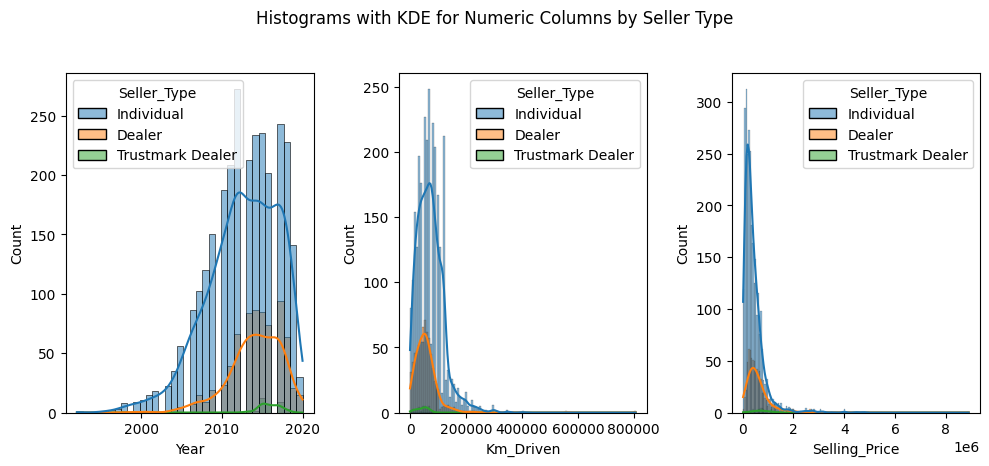 Histograms with KDE for Numeric Columns by Seller Type
Seller_Type
Individual
Dealer
Trustmark Dealer
Count
250
200
150
100
50
0
2000
2010
2020
Year
Seller_Type
Individual
Dealer
Trustmark Dealer
Count
250
200
150
100
50
0
0
200000
400000
600000
800000
Km_Driven
Seller_Type
Individual
Dealer
Trustmark Dealer
Count
300
250
200
150
100
50
0
0
2
4
6
8
1e6
Selling_Price